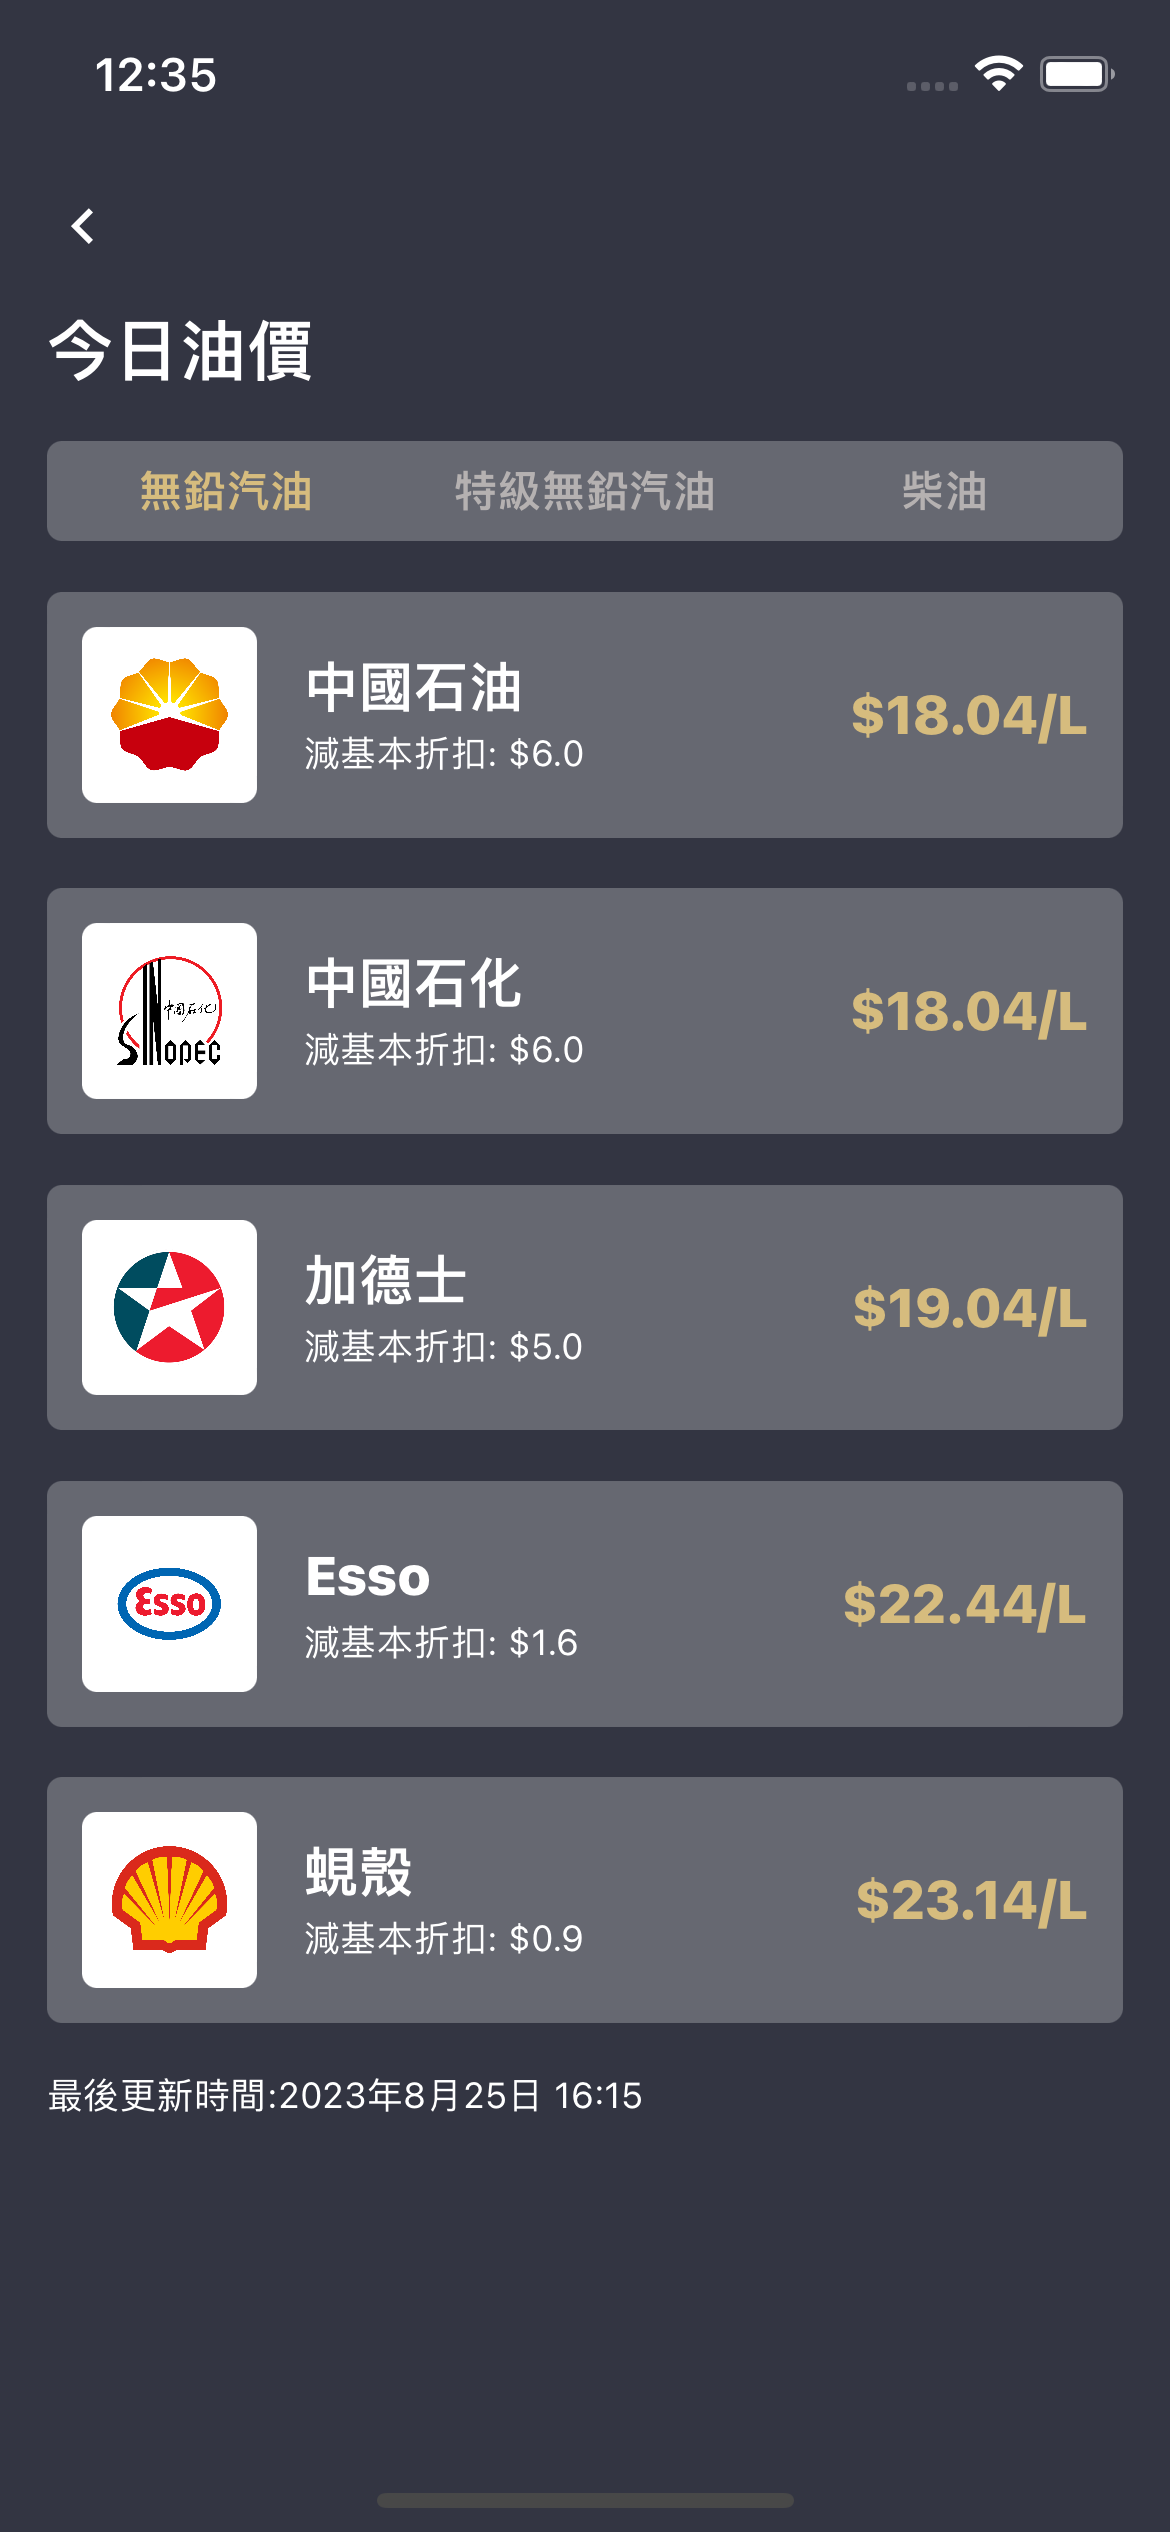 12:35
今日油價
無鉛汽油 特級無鉛汽油 柴油
中國石油
減基本折扣: $6.0
$18.04/L
中國石化
SINOPEC
中國石化
減基本折扣: $6.0
$18.04/L
加德士
減基本折扣: $5.0
$19.04/L
Esso
Esso
減基本折扣: $1.6
$22.44/L
蜆殼
減基本折扣: $0.9
$23.14/L
最後更新時間:2023年8月25日 16:15